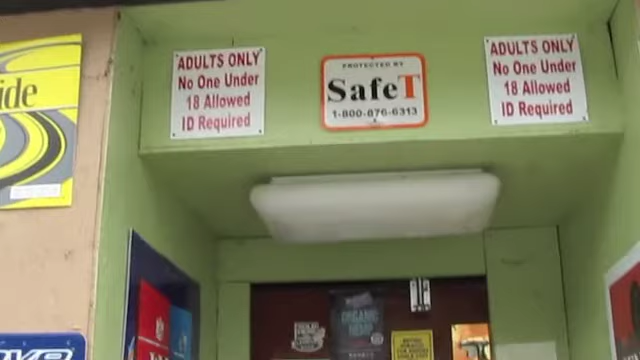 ide
ADULTS ONLY
No One Under
18 Allowed
ID Required
PROTECTED BY
SafeT
1-800-876-6313
ADULTS ONLY
No One Under
18 Allowed
ID Required
ORGANIC
HEMP